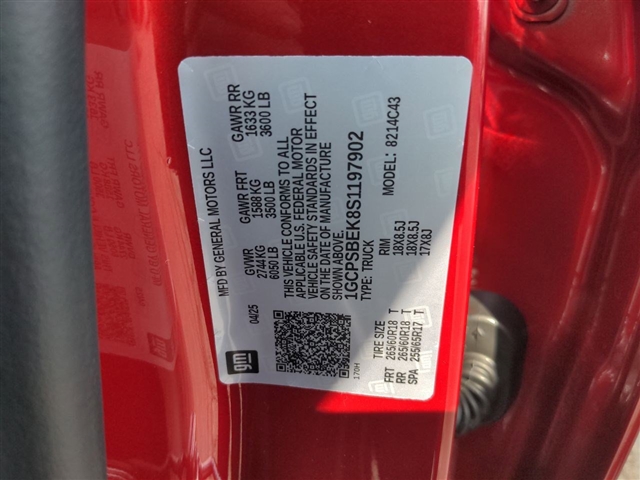 gm
MFD BY GENERAL MOTORS LLC
04/25
GVWR GAWR FRT GAWR RR
2744 KG 1588 KG 1633 KG
6050 LB 3500 LB 3600 LB
THIS VEHICLE CONFORMS TO ALL
APPLICABLE U.S. FEDERAL MOTOR
VEHICLE SAFETY STANDARDS IN EFFECT
ON THE DATE OF MANUFACTURE
SHOWN ABOVE.
1GCPSBEK8S1197902
TYPE: TRUCK MODEL: 8214C43
170H
TIRE SIZE RIM
FRT 265/60R18 T 18X8.5J
RR 265/60R18 T 18X8.5J
SPA 255/65R17 T 17X8J